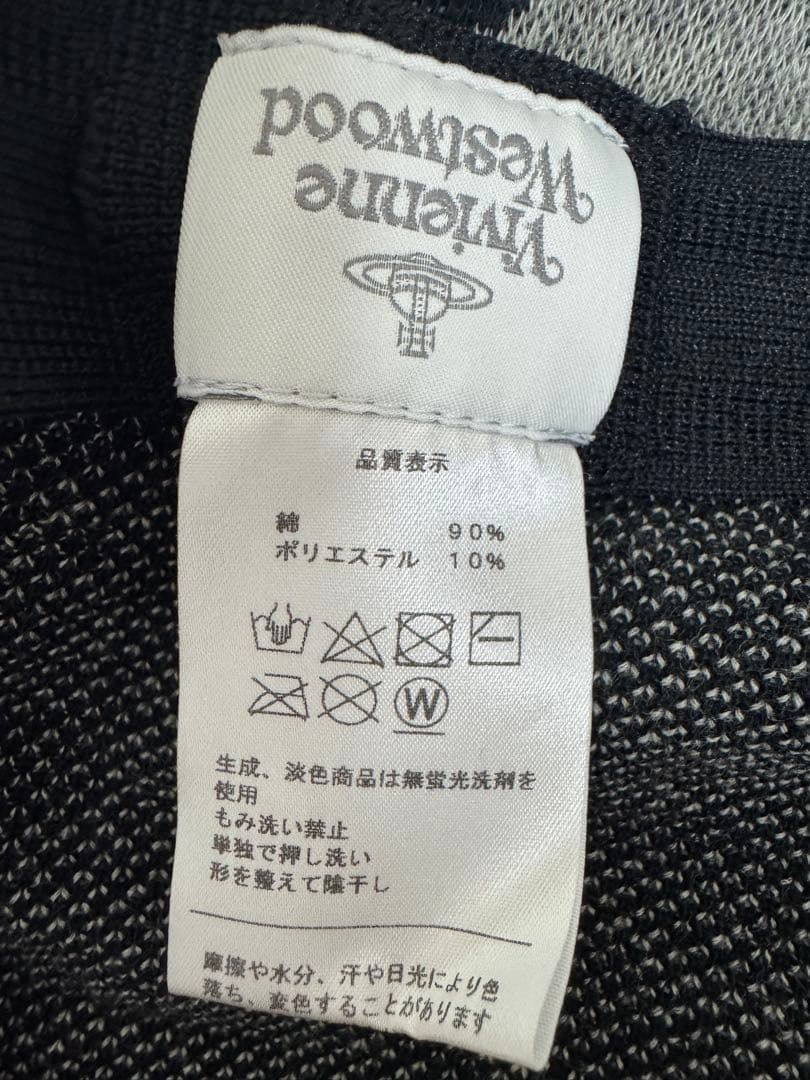 Vivienne
Westwood
品質表示
綿 90%
ポリエステル 10%
W
生成、淡色商品は無蛍光洗剤を
使用
もみ洗い禁止
単独で押し洗い
形を整えて陰干し
摩擦や水分、汗や日光により色
落ち、変色することがあります